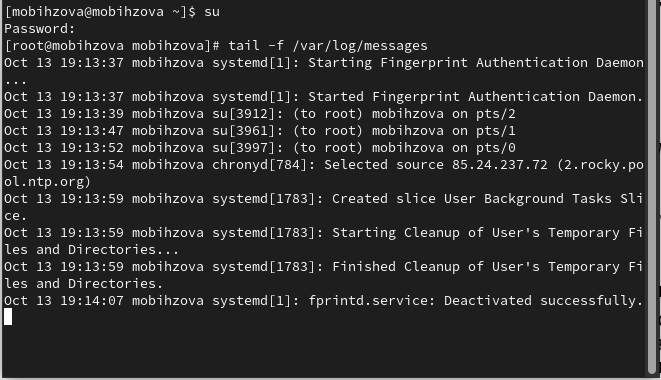 [mobihzova@mobihzova ~]$ su
Password:
[root@mobihzova mobihzova]# tail -f /var/log/messages
Oct 13 19:13:37 mobihzova systemd[1]: Starting Fingerprint Authentication Daemon
...
Oct 13 19:13:37 mobihzova systemd[1]: Started Fingerprint Authentication Daemon.
Oct 13 19:13:39 mobihzova su[3912]: (to root) mobihzova on pts/2
Oct 13 19:13:47 mobihzova su[3961]: (to root) mobihzova on pts/1
Oct 13 19:13:52 mobihzova su[3997]: (to root) mobihzova on pts/0
Oct 13 19:13:54 mobihzova chronyd[784]: Selected source 85.24.237.72 (2.rocky.po
ol.ntp.org)
Oct 13 19:13:59 mobihzova systemd[1783]: Created slice User Background Tasks Sli
ce.
Oct 13 19:13:59 mobihzova systemd[1783]: Starting Cleanup of User's Temporary Fi
les and Directories...
Oct 13 19:13:59 mobihzova systemd[1783]: Finished Cleanup of User's Temporary Fi
les and Directories.
Oct 13 19:14:07 mobihzova systemd[1]: fprintd.service: Deactivated successfully.